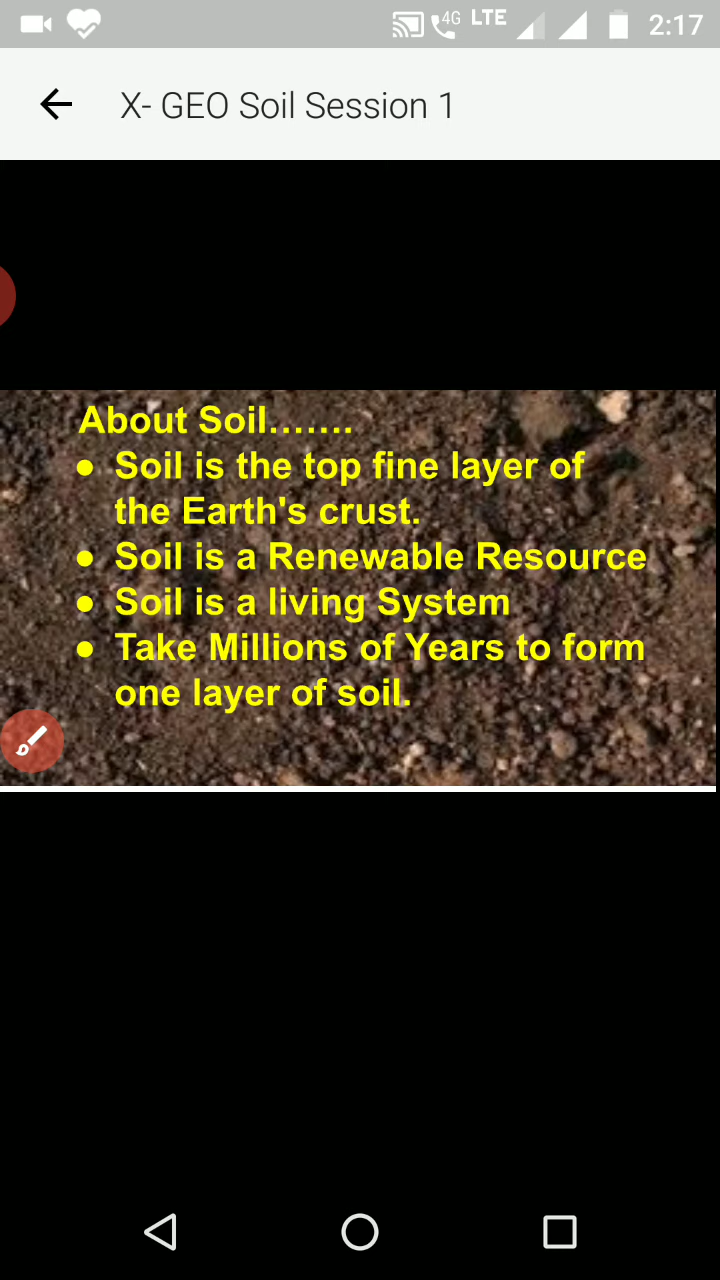 4G LTE 2:17
X- GEO Soil Session 1
About Soil.......
● Soil is the top fine layer of
the Earth's crust.
● Soil is a Renewable Resource
● Soil is a living System
● Take Millions of Years to form
one layer of soil.